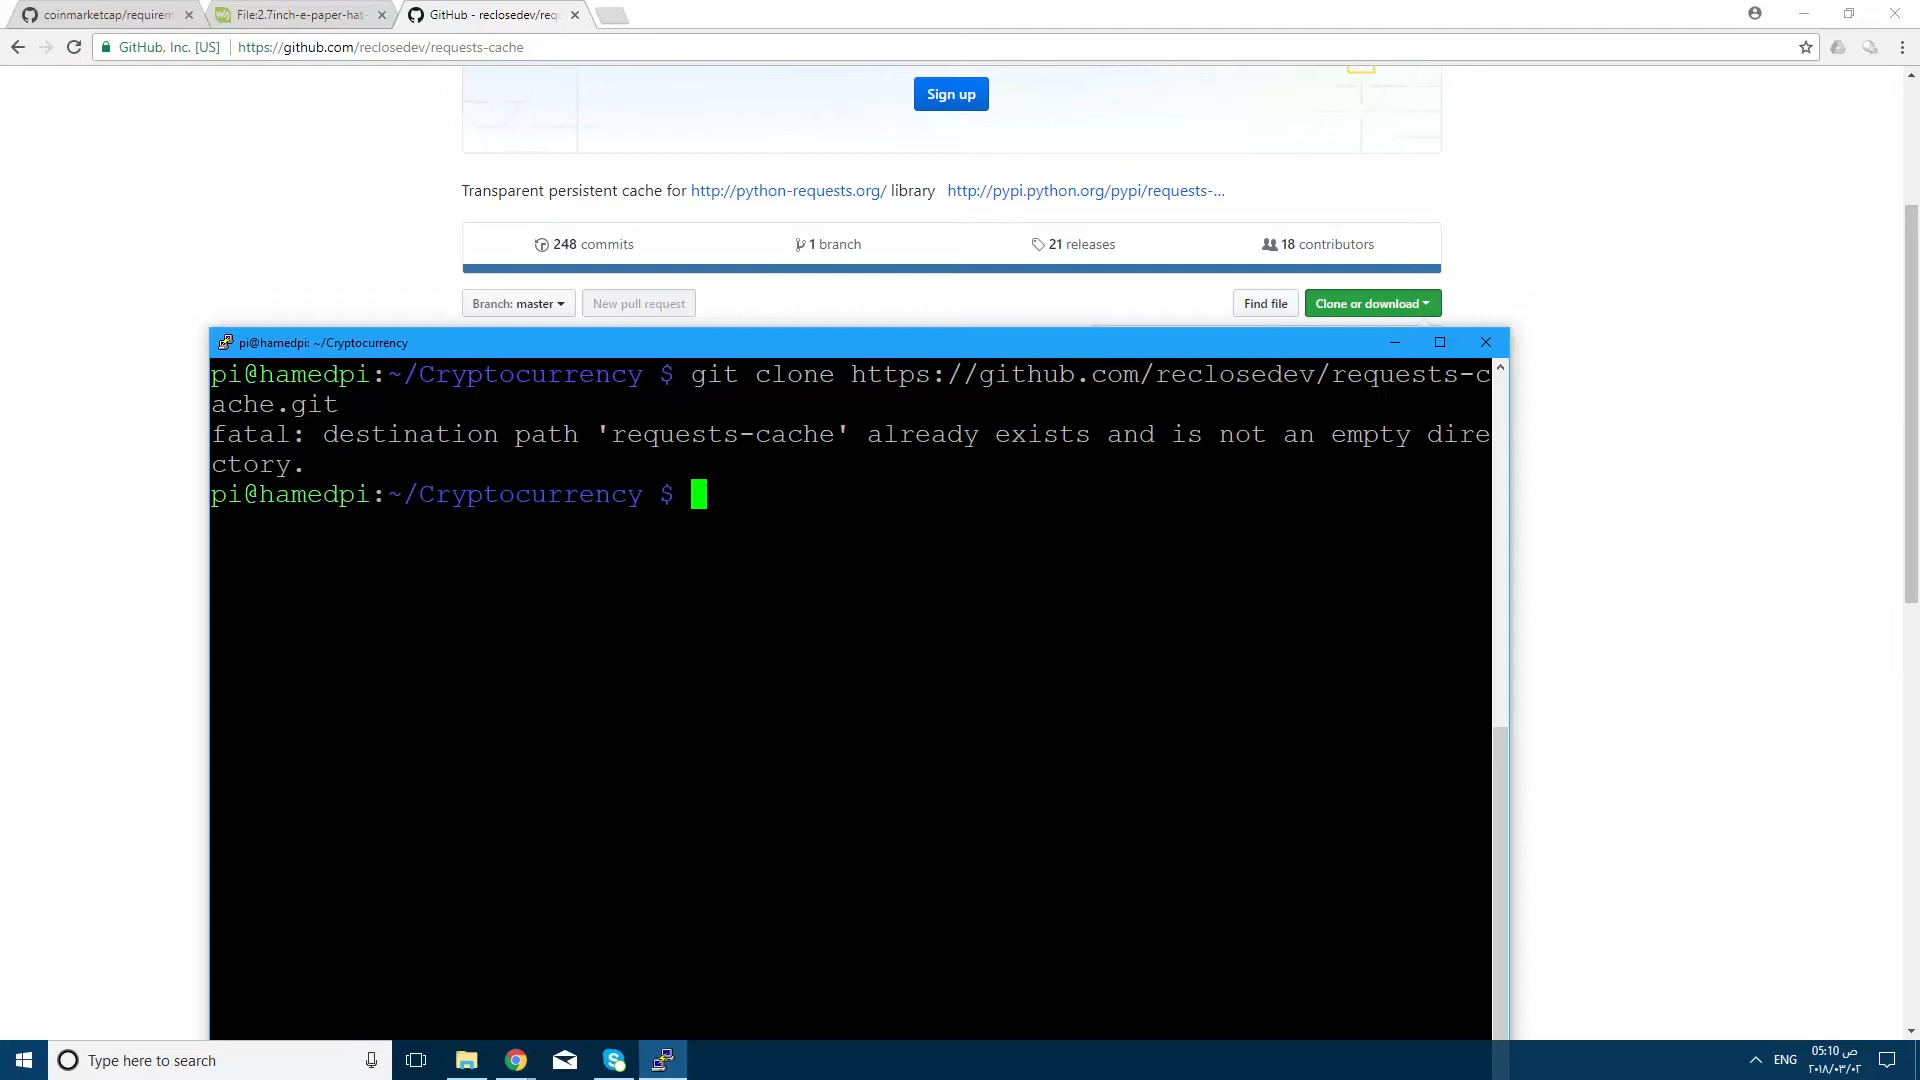 coinmarketcap/requirem
File:2.7inch-e-paper-hat-
GitHub - reclosedev/req
GitHub, Inc. [US] https://github.com/reclosedev/requests-cache
Sign up
Transparent persistent cache for http://python-requests.org/ library http://pypi.python.org/pypi/requests-...
248 commits 1 branch 21 releases 18 contributors
Branch: master New pull request Find file Clone or download
pi@hamedpi: ~/Cryptocurrency
pi@hamedpi:~/Cryptocurrency $ git clone https://github.com/reclosedev/requests-c
ache.git
fatal: destination path 'requests-cache' already exists and is not an empty dire
ctory.
pi@hamedpi:~/Cryptocurrency $
Type here to search
ENG
05:10 ص
٢٠١٨/٠٣/٠٢